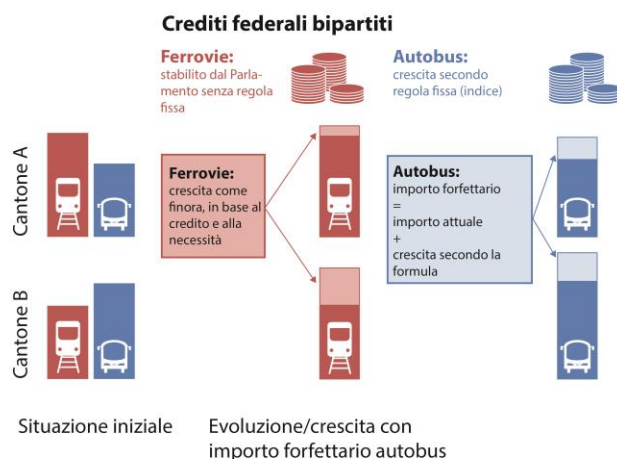 Crediti federali bipartiti
Ferrovie:
stabilito dal Parla-
mento senza regola
fissa
Autobus:
crescita secondo
regola fissa (indice)
Cantone A
Ferrovie:
crescita come
finora, in base al
credito e alla
necessità
Autobus:
importo forfettario
=
importo attuale
+
crescita secondo la
formula
Cantone B
Situazione iniziale
Evoluzione/crescita con
importo forfettario autobus